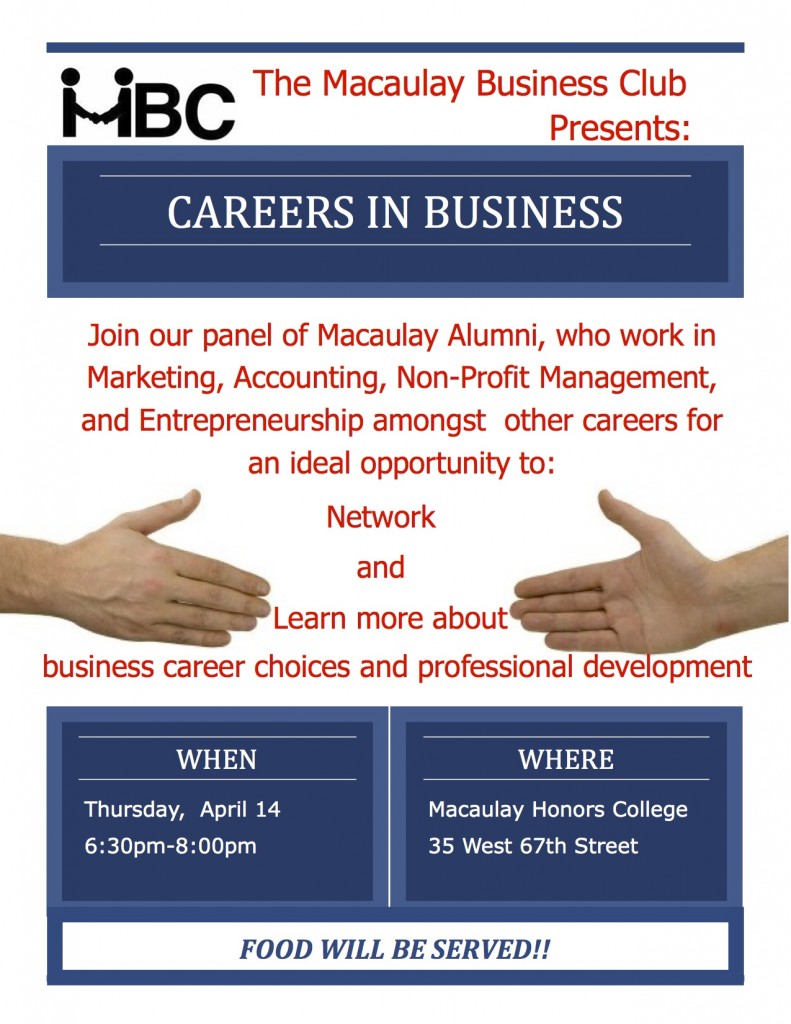 MBC
The Macaulay Business Club
Presents:
CAREERS IN BUSINESS
Join our panel of Macaulay Alumni, who work in
Marketing, Accounting, Non-Profit Management,
and Entrepreneurship amongst other careers for
an ideal opportunity to:
Network
and
Learn more about
business career choices and professional development
WHEN
Thursday, April 14
6:30pm-8:00pm
WHERE
Macaulay Honors College
35 West 67th Street
FOOD WILL BE SERVED!!